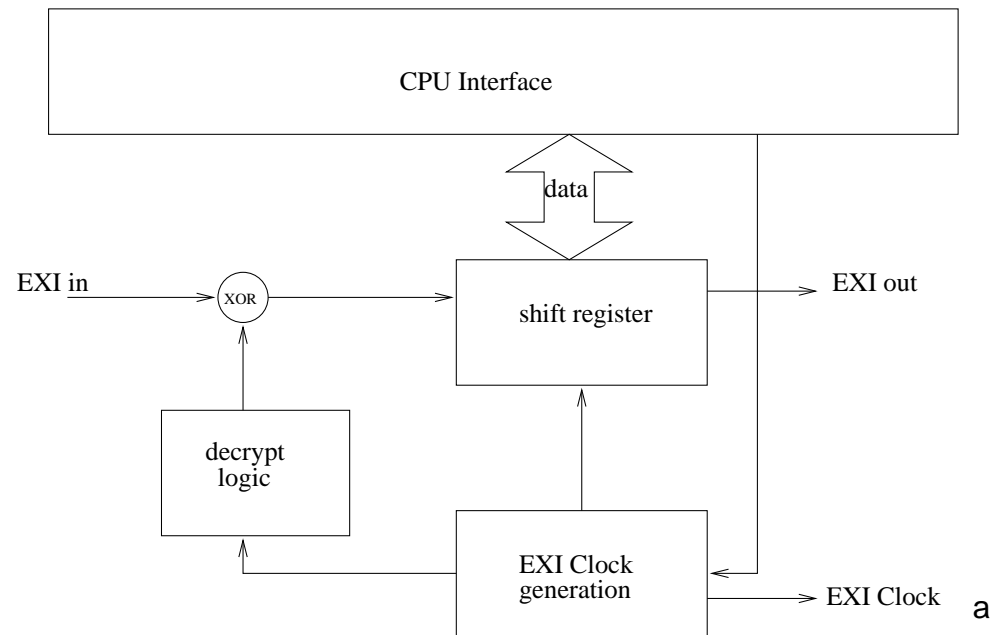 CPU Interface
data
EXI in
XOR
shift register
EXI out
decrypt
logic
EXI Clock
generation
EXI Clock
a